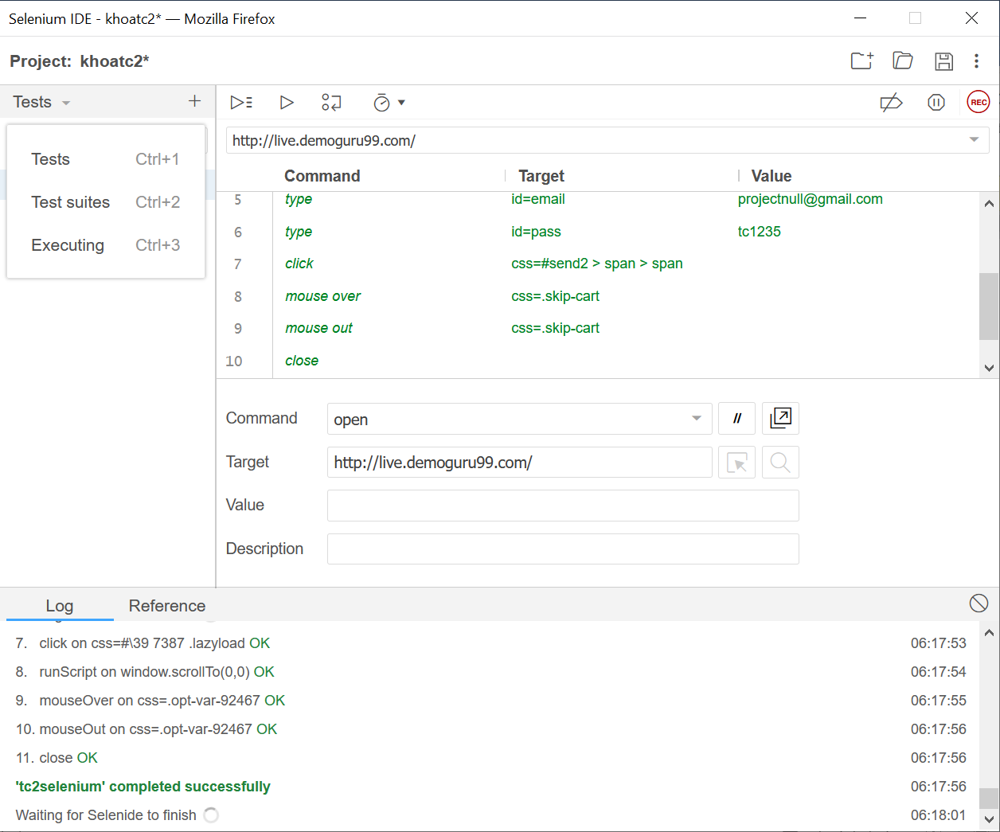 Selenium IDE - khoatc2* — Mozilla Firefox
Project: khoatc2*
Tests
REC
Tests Ctrl+1
Test suites Ctrl+2
Executing Ctrl+3
http://live.demoguru99.com/
Command Target Value
5 type id=email projectnull@gmail.com
6 type id=pass tc1235
7 click css=#send2 > span > span
8 mouse over css=.skip-cart
9 mouse out css=.skip-cart
10 close
Command open //
Target http://live.demoguru99.com/
Value
Description
Log Reference
7. click on css=#\39 7387 .lazyload OK 06:17:53
8. runScript on window.scrollTo(0,0) OK 06:17:54
9. mouseOver on css=.opt-var-92467 OK 06:17:55
10. mouseOut on css=.opt-var-92467 OK 06:17:56
11. close OK 06:17:56
'tc2selenium' completed successfully 06:17:56
Waiting for Selenide to finish 06:18:01